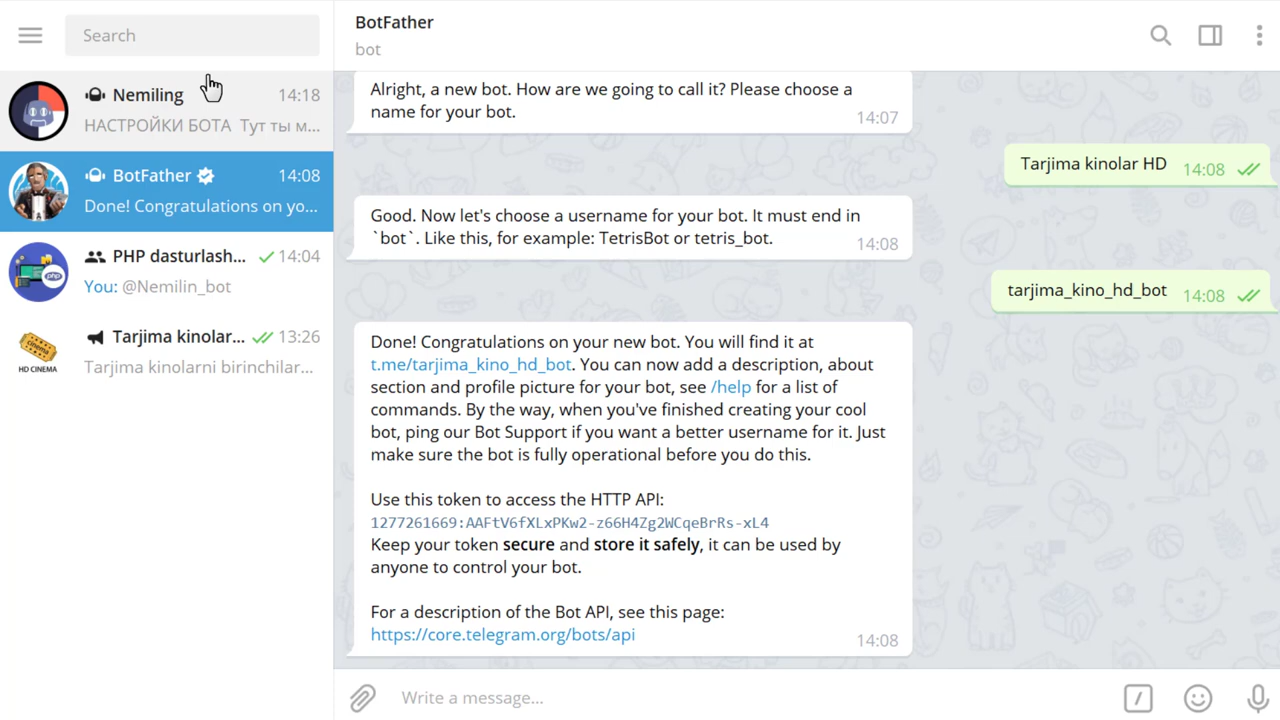 Search
Nemiling 14:18
НАСТРОЙКИ БОТА Тут ты м...
BotFather 14:08
Done! Congratulations on yo...
PHP dasturlash... 14:04
You: @Nemilin_bot
Tarjima kinolar... 13:26
Tarjima kinolarni birinchilar...
CINEMA
HD CINEMA
php
BotFather
bot
Alright, a new bot. How are we going to call it? Please choose a
name for your bot. 14:07
Tarjima kinolar HD 14:08
Good. Now let's choose a username for your bot. It must end in
`bot`. Like this, for example: TetrisBot or tetris_bot. 14:08
tarjima_kino_hd_bot 14:08
Done! Congratulations on your new bot. You will find it at
t.me/tarjima_kino_hd_bot. You can now add a description, about
section and profile picture for your bot, see /help for a list of
commands. By the way, when you've finished creating your cool
bot, ping our Bot Support if you want a better username for it. Just
make sure the bot is fully operational before you do this.
Use this token to access the HTTP API:
1277261669:AAFtV6fXLxPKw2-z66H4Zg2WCqeBrRs-xL4
Keep your token secure and store it safely, it can be used by
anyone to control your bot.
For a description of the Bot API, see this page:
https://core.telegram.org/bots/api 14:08
Write a message...